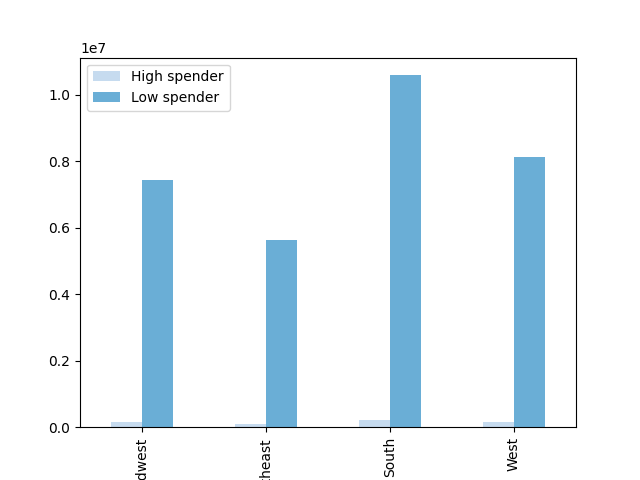 1e7
High spender
Low spender
1.0
0.8
0.6
0.4
0.2
0.0
dwest
theast
South
West